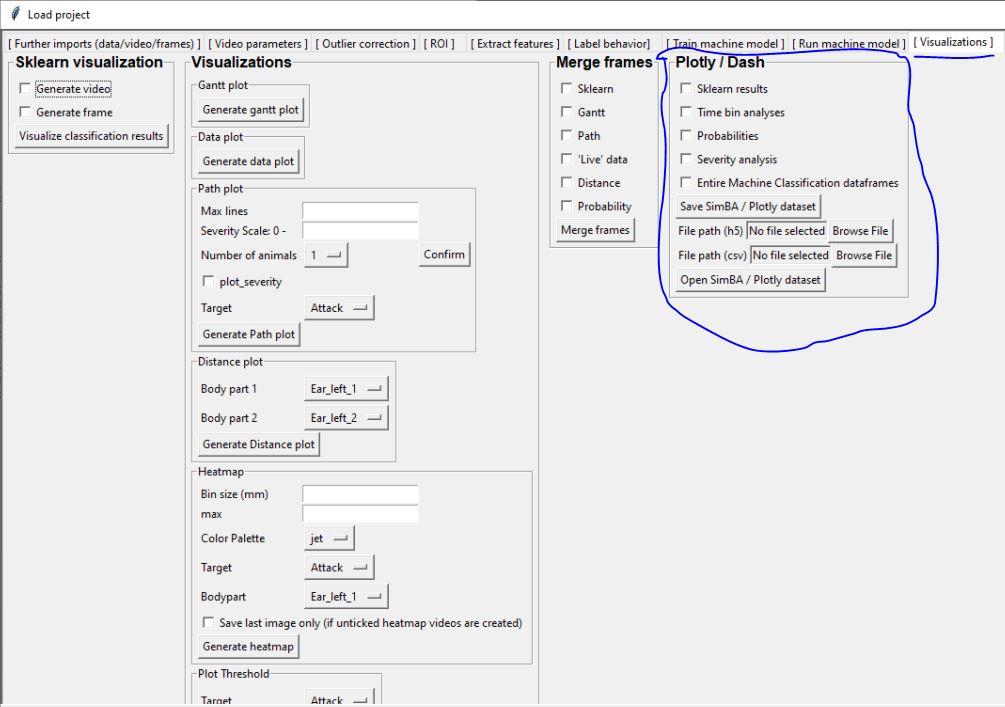 Load project
[ Further imports (data/video/frames) ] [ Video parameters ] [ Outlier correction ] [ ROI ] [ Extract features ] [ Label behavior] [ Train machine model ] [ Run machine model ] [ Visualizations ]
Sklearn visualization
Generate video
Generate frame
Visualize classification results
Visualizations
Gantt plot
Generate gantt plot
Data plot
Generate data plot
Path plot
Max lines
Severity Scale: 0 -
Number of animals 1 Confirm
plot_severity
Target Attack
Generate Path plot
Distance plot
Body part 1 Ear_left_1
Body part 2 Ear_left_2
Generate Distance plot
Heatmap
Bin size (mm)
max
Color Palette jet
Target Attack
Bodypart Ear_left_1
Save last image only (if unticked heatmap videos are created)
Generate heatmap
Plot Threshold
Target Attack
Merge frames
Sklearn
Gantt
Path
'Live' data
Distance
Probability
Merge frames
Plotly / Dash
Sklearn results
Time bin analyses
Probabilities
Severity analysis
Entire Machine Classification dataframes
Save SimBA / Plotly dataset
File path (h5) No file selected Browse File
File path (csv) No file selected Browse File
Open SimBA / Plotly dataset